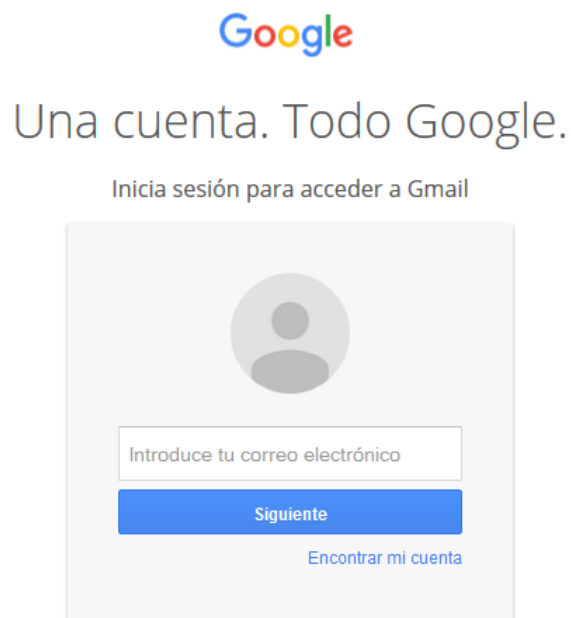 Google
Una cuenta. Todo Google.
Inicia sesión para acceder a Gmail
Introduce tu correo electrónico
Siguiente
Encontrar mi cuenta